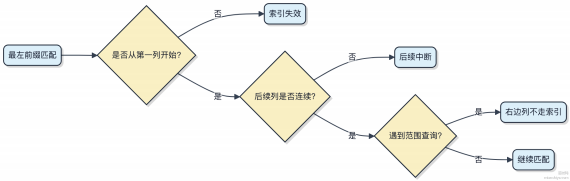 最左前缀匹配
是否从第一列开始?
否
索引失效
是
后续列是否连续?
否
后续中断
是
遇到范围查询?
是
右边列不走索引
否
继续匹配